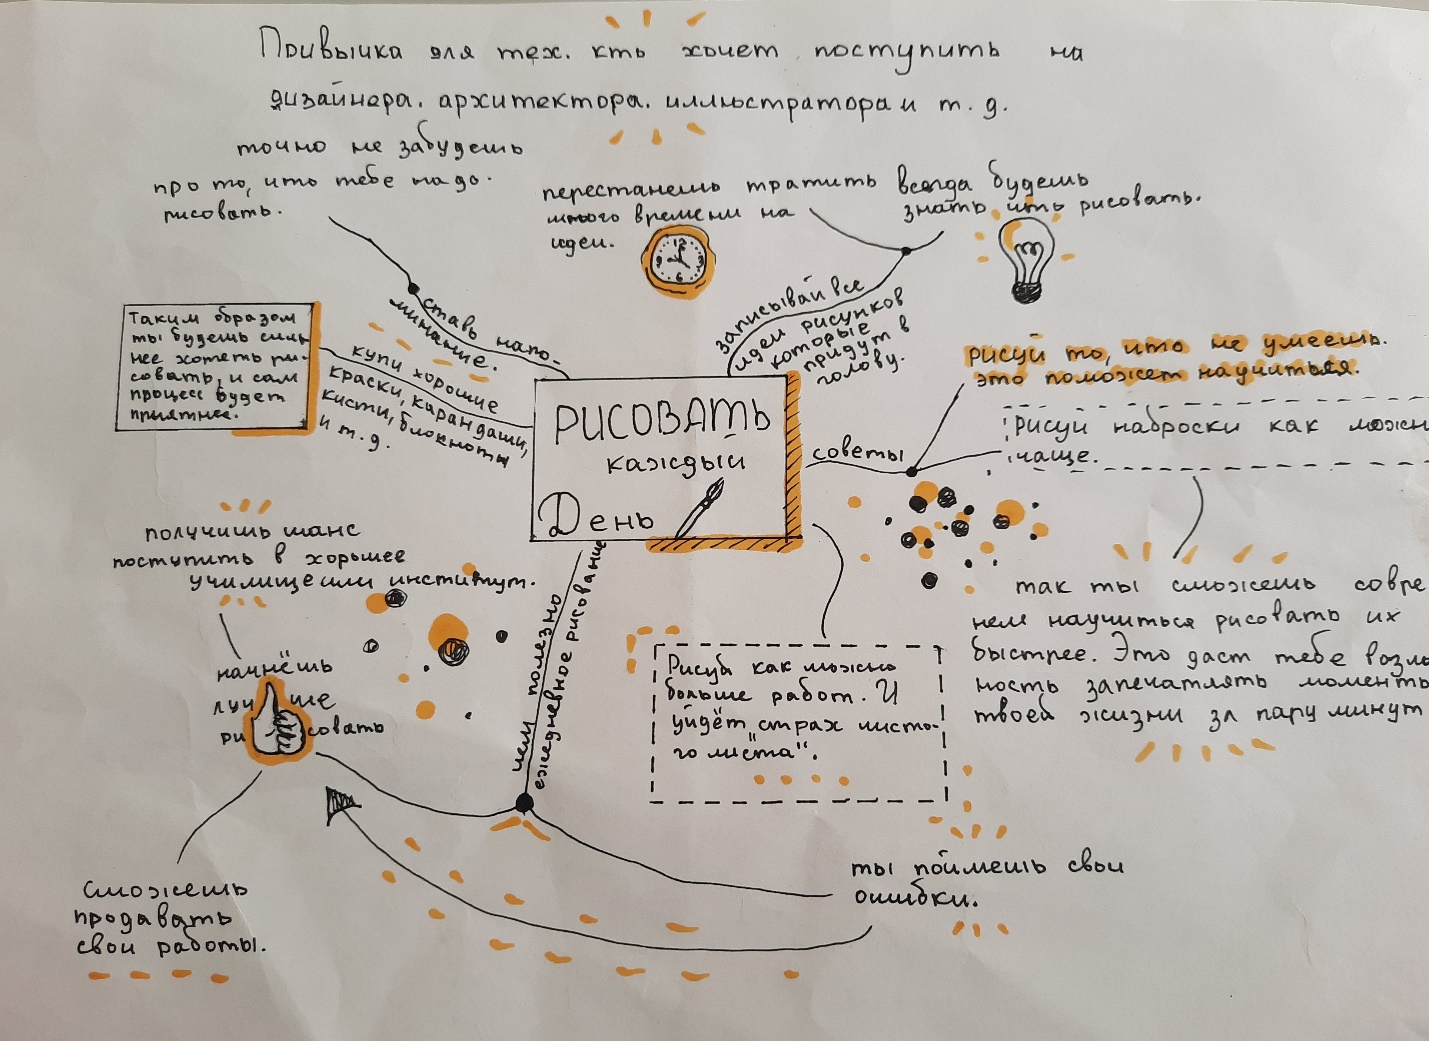 Привычка для тех. кто хочет поступить на
дизайнера. архитектора. иллюстратора и т. д.
точно не забудешь
про то, что тебе надо.
рисовать.
ставь напо-
минание.
перестанешь тратить
много времени на
идеи.
всегда будешь
знать что рисовать.
записывай все
идеи рисунков
которые
придут в
голову.
12
3
6
9
Таким образом
ты будешь силь
нее хотеть ри-
совать, и сам
процесс будет
приятнее.
купи хорошие
краски, карандаши,
кисти, блокноты
и т. д.
РИСОВАТЬ
каждый
День
советы
рисуй то, что не умеешь.
это поможет научиться.
Рисуй наброски как можн
чаще.
так ты сможешь совре
нем научиться рисовать их
быстрее. Это даст тебе возм
ность запечатлять моменты
твоей жизни за пару минут
Рисуй как можно
больше работ. И
уйдёт "страх чисто-
го листа".
чем полезно
ежедневное рисование
получишь шанс
поступить в хорошее
училище или институт.
начнёшь
лучше
рисовать
сможешь
продавать
свои работы.
ты поймешь свои
ошибки.